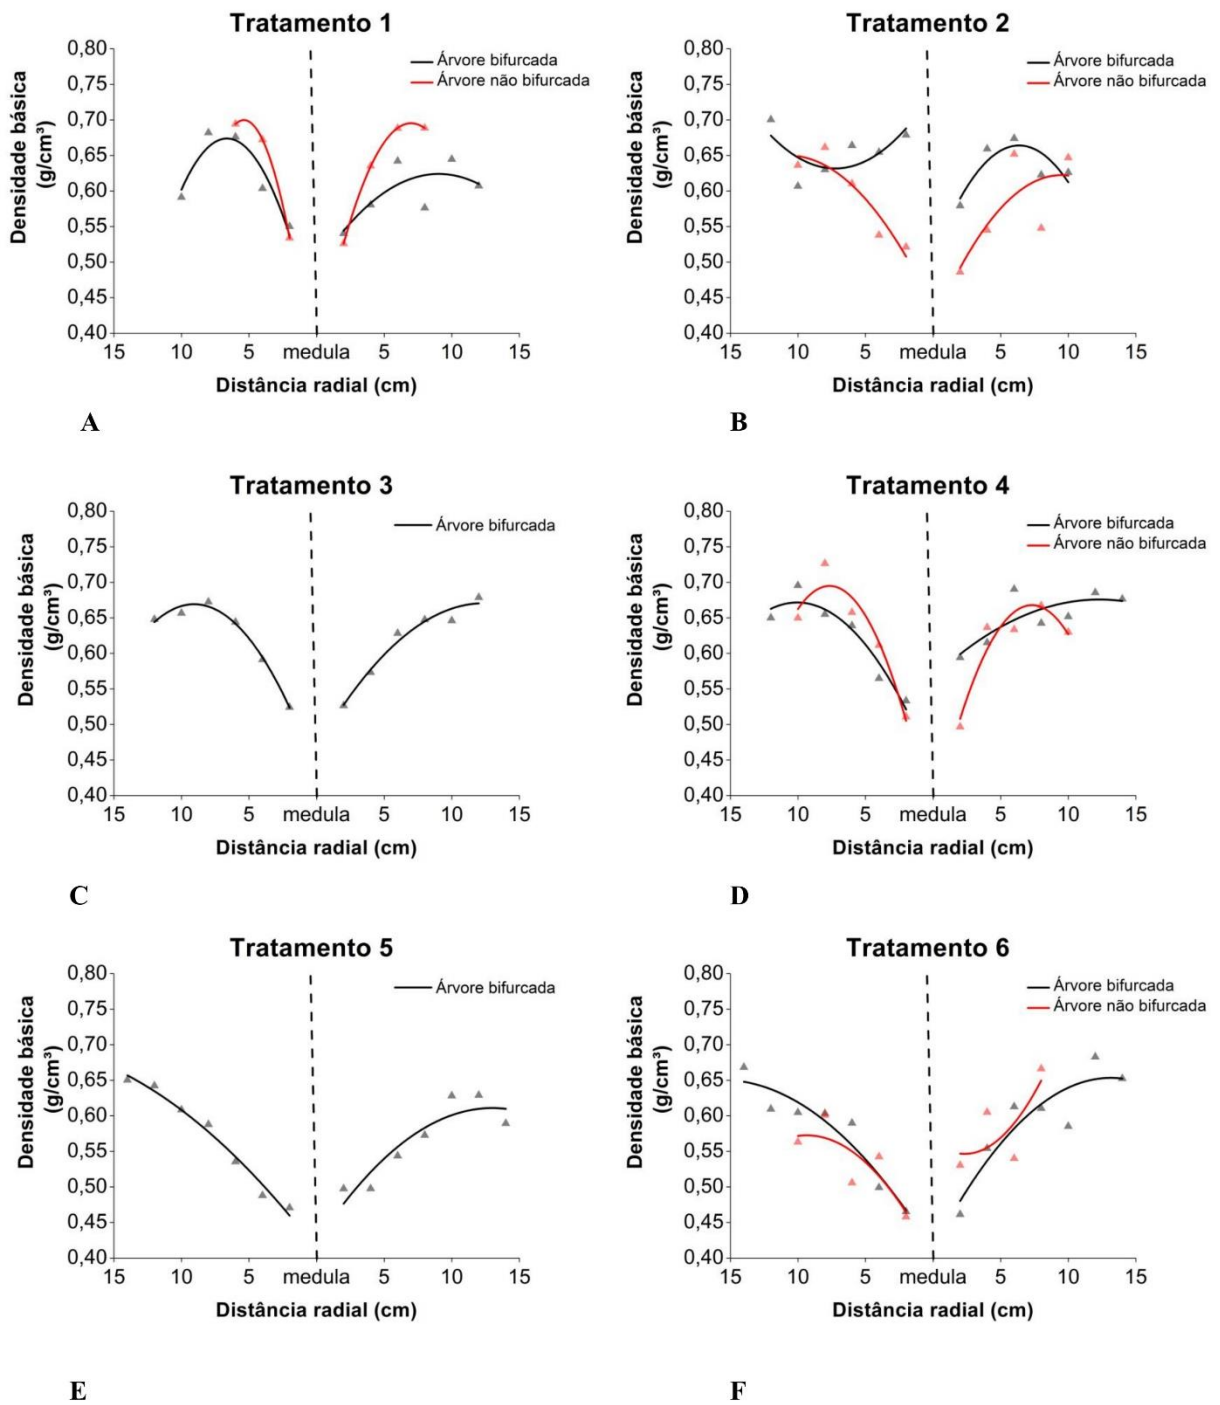 Tratamento 1
Densidade básica
(g/cm³)
0,80
0,75
0,70
0,65
0,60
0,55
0,50
0,45
0,40
Árvore bifurcada
Árvore não bifurcada
15 10 5 medula 5 10 15
Distância radial (cm)
A
Tratamento 2
Densidade básica
(g/cm³)
0,80
0,75
0,70
0,65
0,60
0,55
0,50
0,45
0,40
Árvore bifurcada
Árvore não bifurcada
15 10 5 medula 5 10 15
Distância radial (cm)
B
Tratamento 3
Densidade básica
(g/cm³)
0,80
0,75
0,70
0,65
0,60
0,55
0,50
0,45
0,40
Árvore bifurcada
15 10 5 medula 5 10 15
Distância radial (cm)
C
Tratamento 4
Densidade básica
(g/cm³)
0,80
0,75
0,70
0,65
0,60
0,55
0,50
0,45
0,40
Árvore bifurcada
Árvore não bifurcada
15 10 5 medula 5 10 15
Distância radial (cm)
D
Tratamento 5
Densidade básica
(g/cm³)
0,80
0,75
0,70
0,65
0,60
0,55
0,50
0,45
0,40
Árvore bifurcada
15 10 5 medula 5 10 15
Distância radial (cm)
E
Tratamento 6
Densidade básica
(g/cm³)
0,80
0,75
0,70
0,65
0,60
0,55
0,50
0,45
0,40
Árvore bifurcada
Árvore não bifurcada
15 10 5 medula 5 10 15
Distância radial (cm)
F